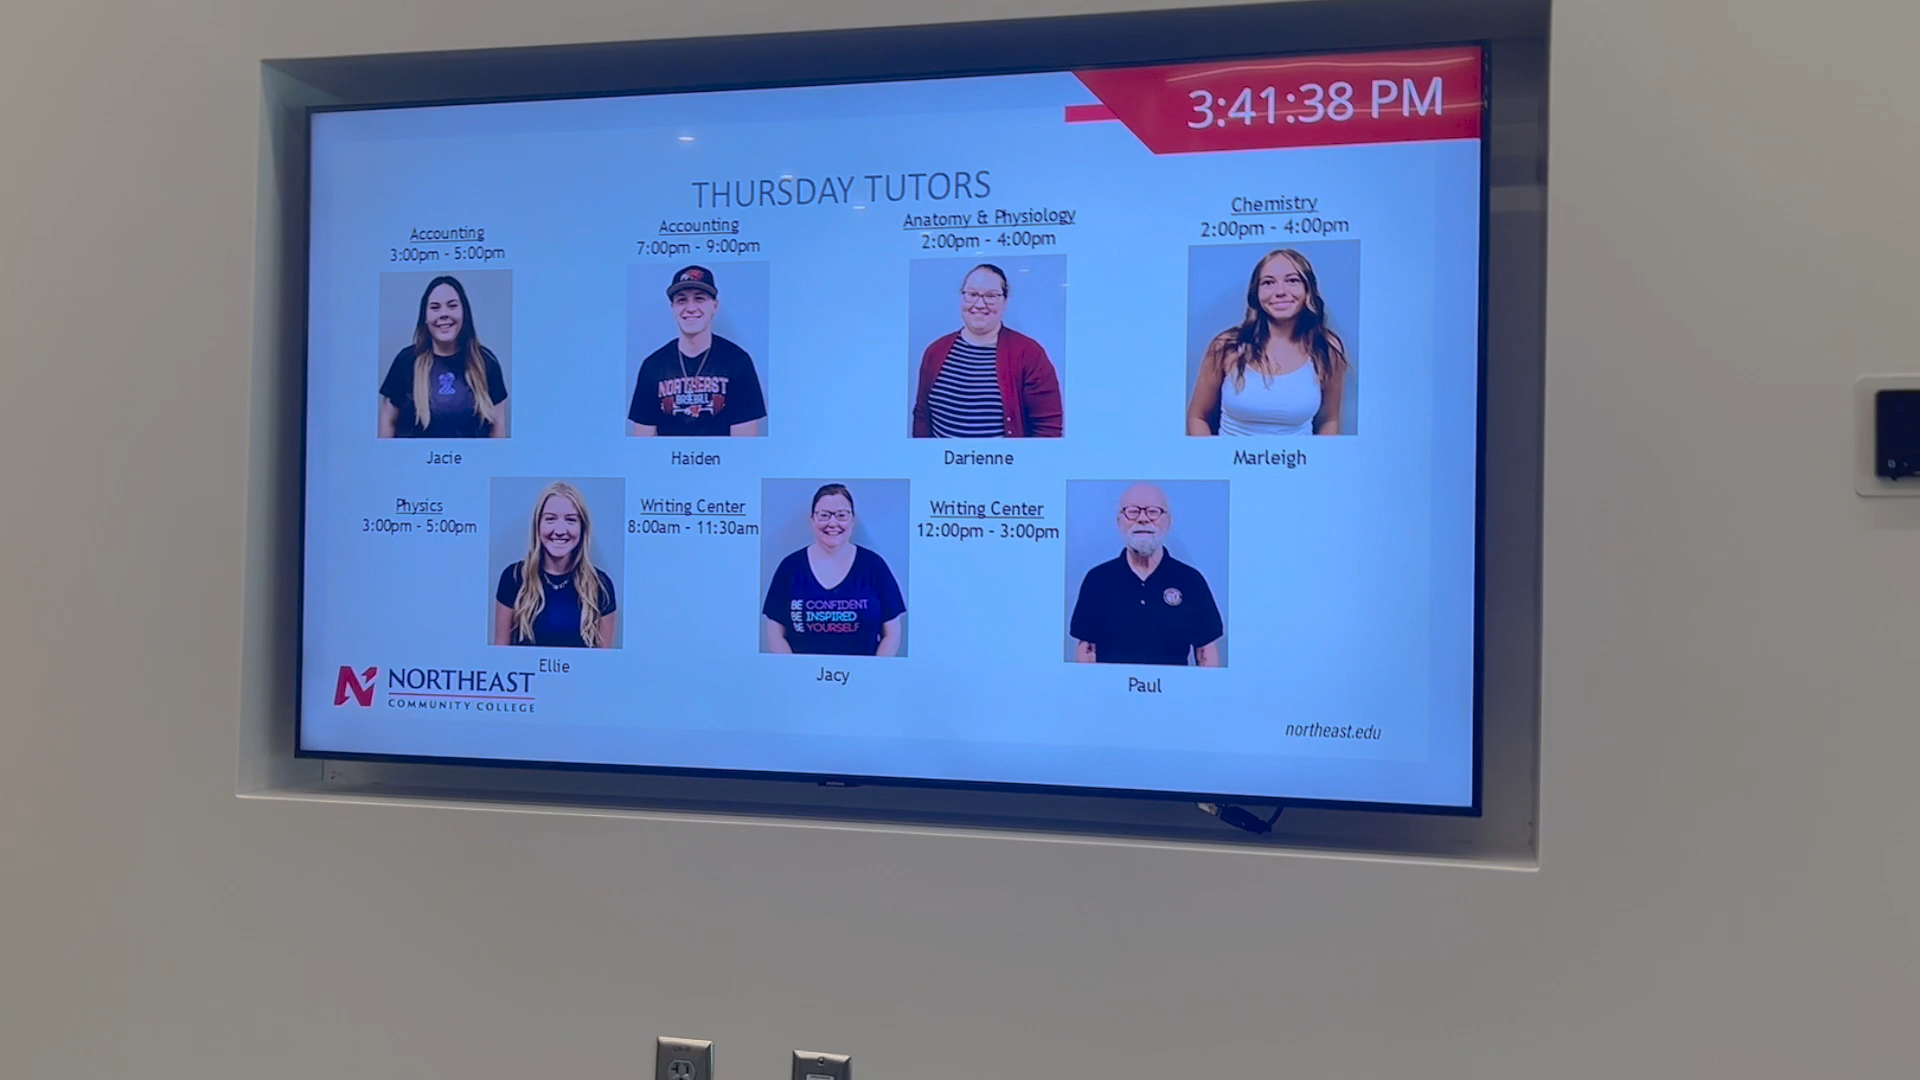 3:41:38 PM
THURSDAY TUTORS
Accounting
3:00pm - 5:00pm
Jacie
Accounting
7:00pm - 9:00pm
NORTHEAST
BASEBALL
Haiden
Anatomy & Physiology
2:00pm - 4:00pm
Darienne
Chemistry
2:00pm - 4:00pm
Marleigh
Physics
3:00pm - 5:00pm
Ellie
Writing Center
8:00am - 11:30am
BE CONFIDENT
BE INSPIRED
BE YOURSELF
Jacy
Writing Center
12:00pm - 3:00pm
Paul
N NORTHEAST
COMMUNITY COLLEGE
northeast.edu